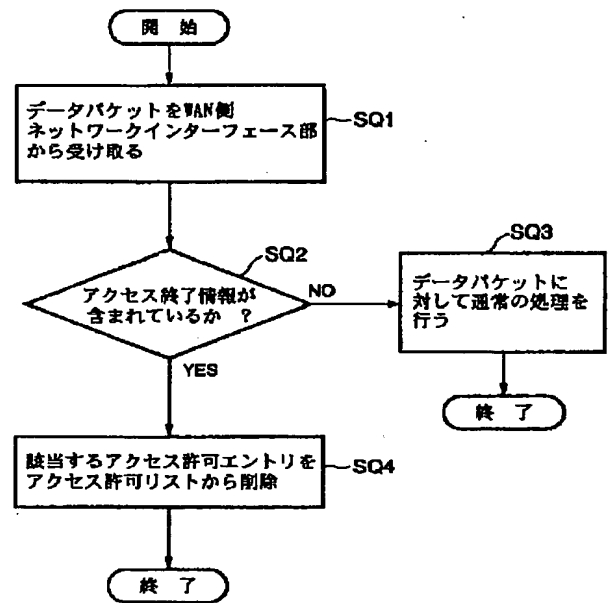 開 始
データパケットをWAN側
ネットワークインターフェース部
から受け取る
SQ1
SQ2
アクセス終了情報が
含まれているか ？
NO
YES
SQ3
データパケットに
対して通常の処理を
行う
終 了
該当するアクセス許可エントリを
アクセス許可リストから削除
SQ4
終 了